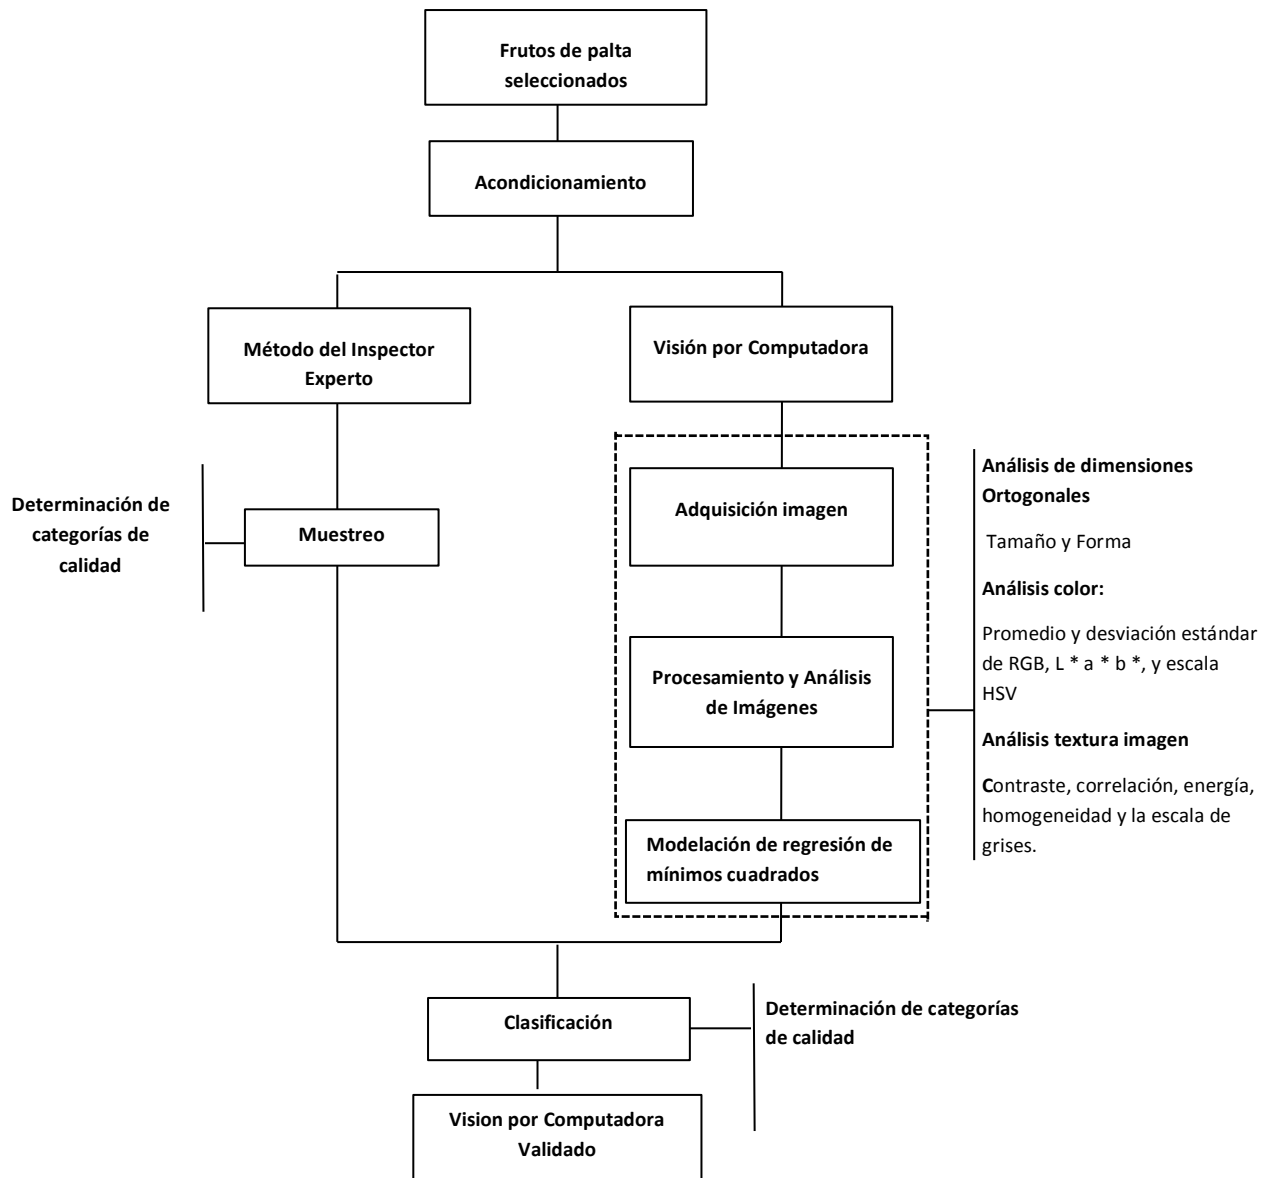 Frutos de palta
seleccionados
Acondicionamiento
Método del Inspector
Experto
Visión por Computadora
Determinación de
categorías de
calidad
Muestreo
Adquisición imagen
Procesamiento y Análisis
de Imágenes
Modelación de regresión de
mínimos cuadrados
Análisis de dimensiones
Ortogonales
Tamaño y Forma
Análisis color:
Promedio y desviación estándar
de RGB, L * a * b *, y escala
HSV
Análisis textura imagen
Contraste, correlación, energía,
homogeneidad y la escala de
grises.
Clasificación
Determinación de categorías
de calidad
Vision por Computadora
Validado